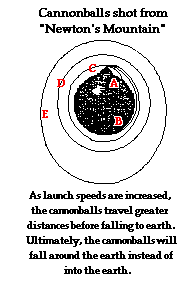 Cannonballs shot from
"Newton's Mountain"
C
D
A
E
B
As launch speeds are increased,
the cannonballs travel greater
distances before falling to earth.
Ultimately, the cannonballs will
fall around the earth instead of
into the earth.